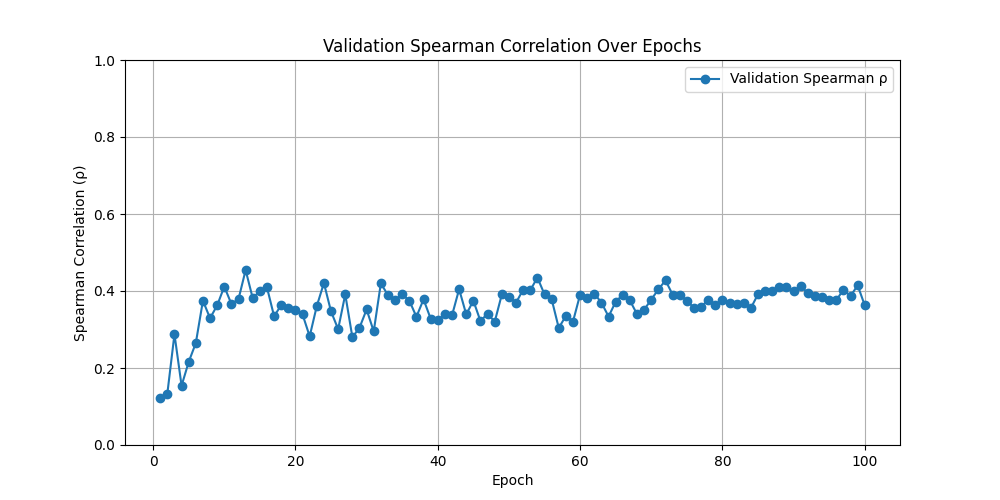 Validation Spearman Correlation Over Epochs
Validation Spearman ρ
Spearman Correlation (ρ)
1.0
0.8
0.6
0.4
0.2
0.0
0 20 40 60 80 100
Epoch